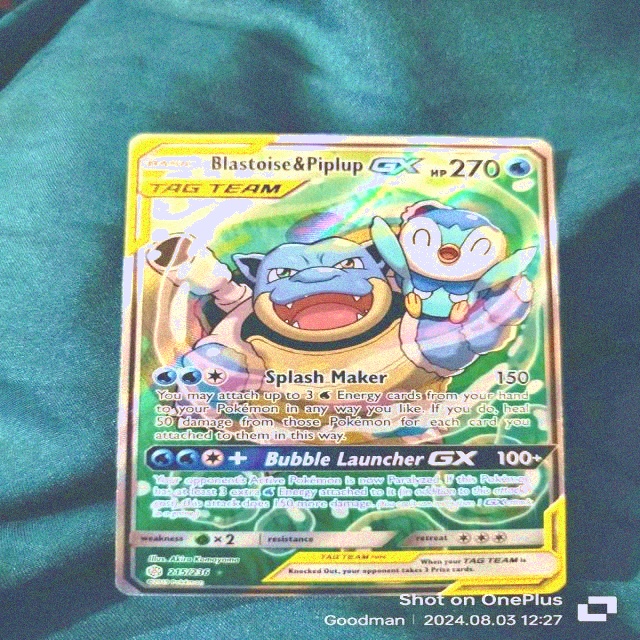 BASIC Blastoise&Piplup GX HP 270
TAG TEAM
Splash Maker 150
You may attach up to 3 Energy cards from your hand
to your Pokémon in any way you like. If you do, heal
50 damage from those Pokémon for each card you
attached to them in this way.
+ Bubble Launcher GX 100+
Your opponent's Active Pokémon is now Paralyzed. If this Pokémon
has at least 3 extra Energy attached to it (in addition to this attack's
cost), this attack does 150 more damage.
weakness ×2 resistance retreat
Illus. Akira Komayama
215/236
©2019 Pokémon
TAG TEAM RULE When your TAG TEAM is
Knocked Out, your opponent takes 3 Prize cards.
Shot on OnePlus
Goodman | 2024.08.03 12:27